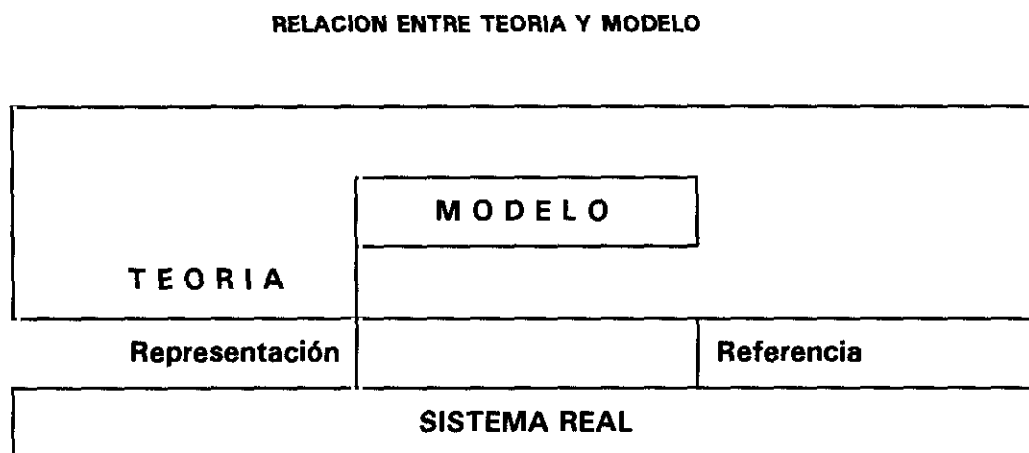 RELACION ENTRE TEORIA Y MODELO
MODELO
TEORIA
Representación
Referencia
SISTEMA REAL